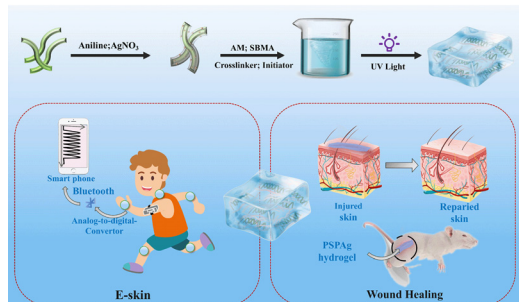 Aniline;AgNO₃
AM; SBMA
Crosslinker; Initiator
UV Light
Smart phone
Bluetooth
Analog-to-digital-
Convertor
E-skin
Injured
skin
Reparied
skin
PSPAg
hydrogel
Wound Healing